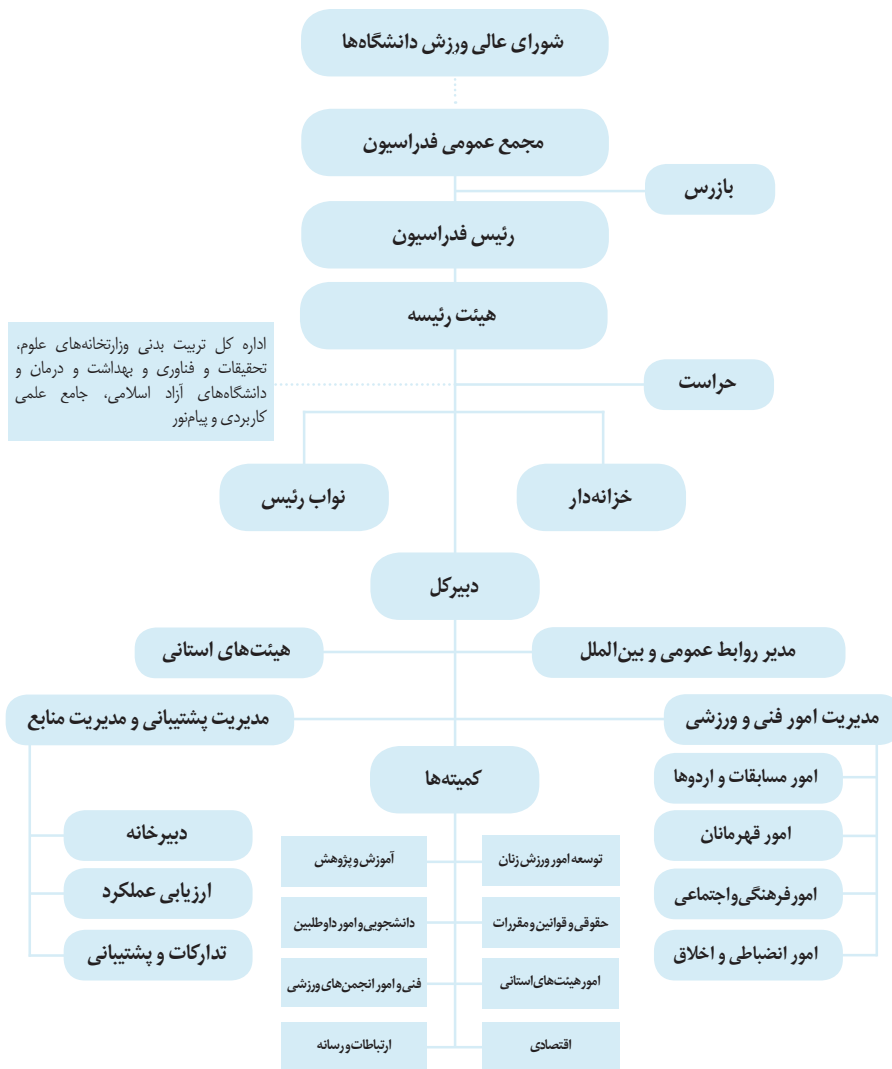 شورای عالی ورزش دانشگاه‌ها
مجمع عمومی فدراسیون
بازرس
رئیس فدراسیون
هیئت رئیسه
اداره کل تربیت بدنی وزارتخانه‌های علوم،
تحقیقات و فناوری و بهداشت و درمان و
دانشگاه‌های آزاد اسلامی، جامع علمی
کاربردی و پیام‌نور
حراست
خزانه‌دار
نواب رئیس
دبیرکل
مدیر روابط عمومی و بین‌الملل
هیئت‌های استانی
مدیریت امور فنی و ورزشی
مدیریت پشتیبانی و مدیریت منابع
امور مسابقات و اردوها
امور قهرمانان
امور فرهنگی و اجتماعی
امور انضباطی و اخلاق
کمیته‌ها
توسعه امور ورزش زنان
آموزش و پژوهش
حقوقی و قوانین و مقررات
دانشجویی و امور داوطلبین
امور هیئت‌های استانی
فنی و امور انجمن‌های ورزشی
اقتصادی
ارتباطات و رسانه
دبیرخانه
ارزیابی عملکرد
تدارکات و پشتیبانی